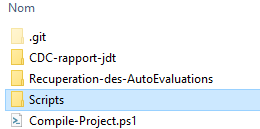 Nom
.git
CDC-rapport-jdt
Recuperation-des-AutoEvaluations
Scripts
Compile-Project.ps1